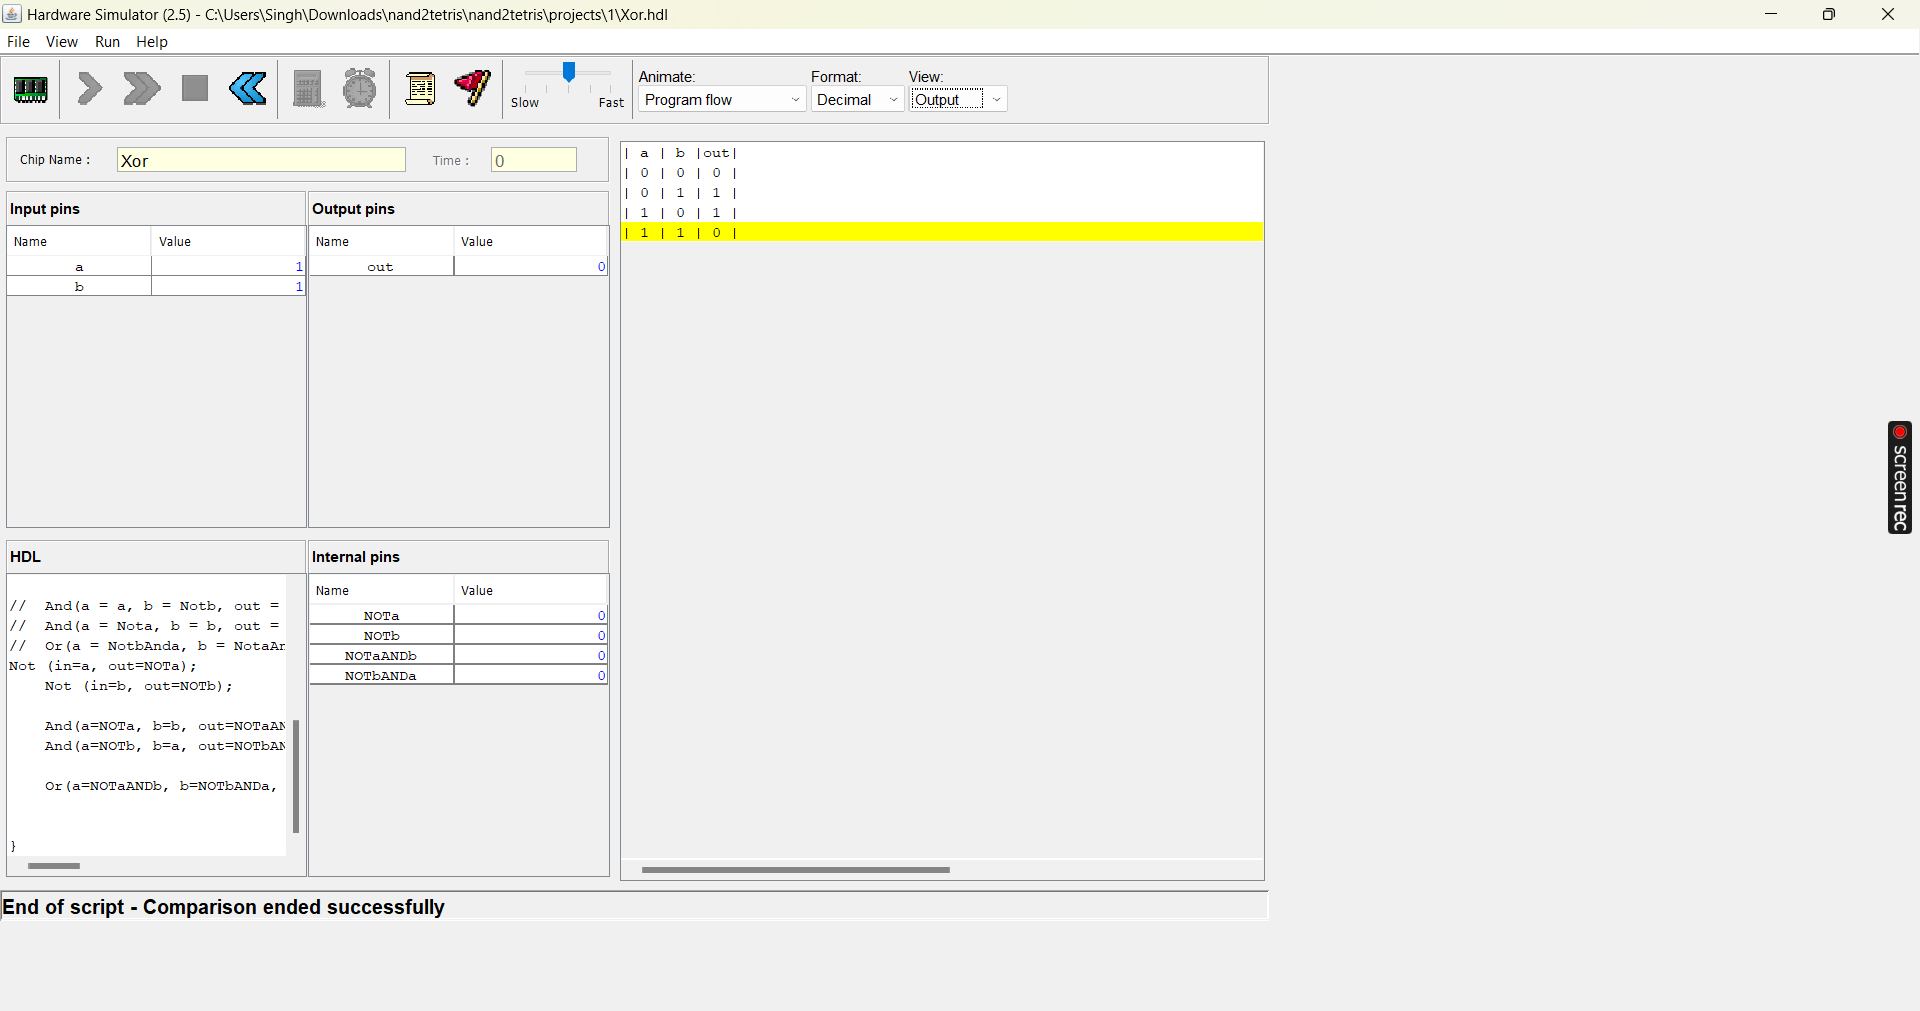 Hardware Simulator (2.5) - C:\Users\Singh\Downloads\nand2tetris\nand2tetris\projects\1\Xor.hdl
File View Run Help
Slow Fast
Animate: Format: View:
Program flow Decimal Output
Chip Name : Xor Time : 0
Input pins
Name Value
a 1
b 1
Output pins
Name Value
out 0
| a | b |out|
| 0 | 0 | 0 |
| 0 | 1 | 1 |
| 1 | 0 | 1 |
| 1 | 1 | 0 |
HDL
// And(a = a, b = Notb, out =
// And(a = Nota, b = b, out =
// Or(a = NotbAnda, b = NotaAn
Not (in=a, out=NOTa);
Not (in=b, out=NOTb);
And(a=NOTa, b=b, out=NOTaAN
And(a=NOTb, b=a, out=NOTbAN
Or(a=NOTaANDb, b=NOTbANDa,
}
Internal pins
Name Value
NOTa 0
NOTb 0
NOTaANDb 0
NOTbANDa 0
screenrec
End of script - Comparison ended successfully